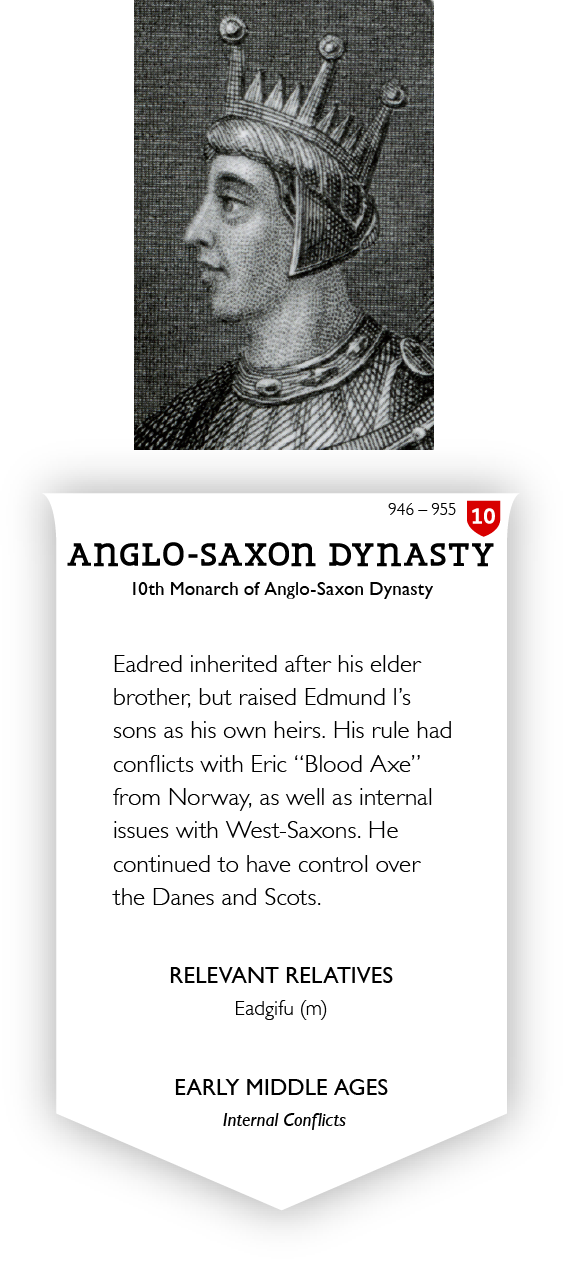 946 – 955
10
ANGLO-SAXON DYNASTY
10th Monarch of Anglo-Saxon Dynasty
Eadred inherited after his elder
brother, but raised Edmund I’s
sons as his own heirs. His rule had
conflicts with Eric “Blood Axe”
from Norway, as well as internal
issues with West-Saxons. He
continued to have control over
the Danes and Scots.
RELEVANT RELATIVES
Eadgifu (m)
EARLY MIDDLE AGES
Internal Conflicts